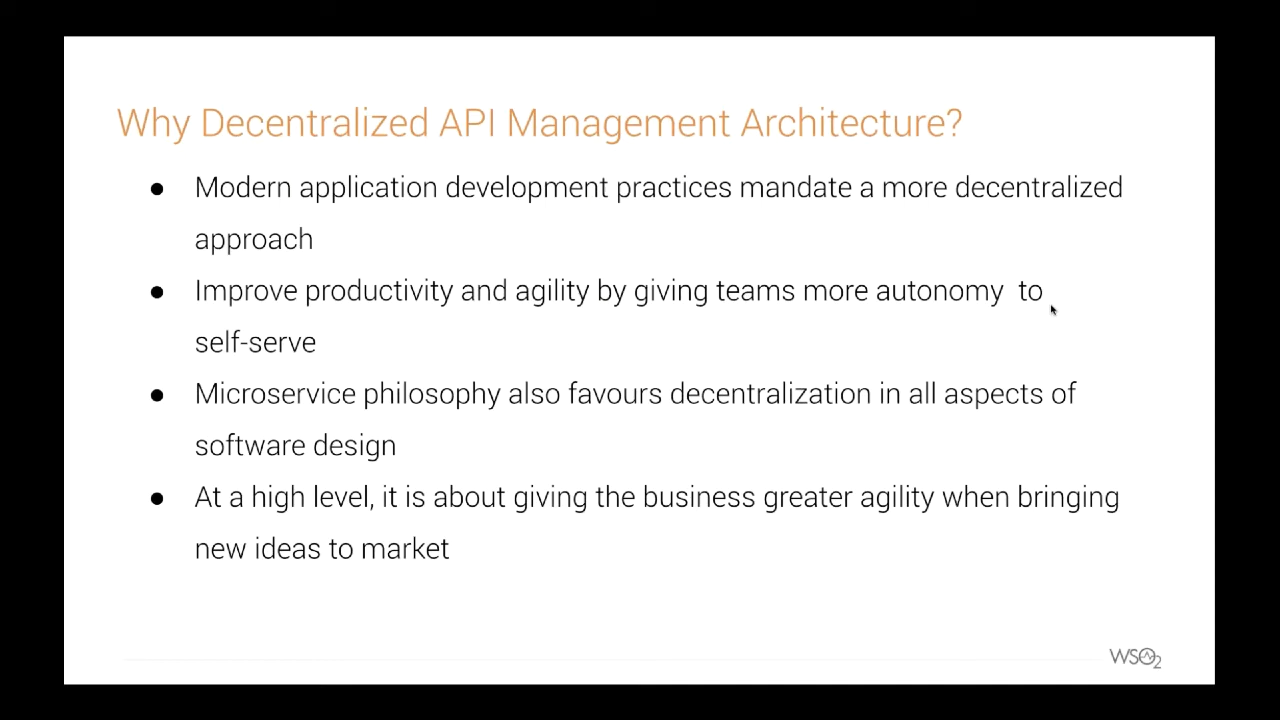 Why Decentralized API Management Architecture?
● Modern application development practices mandate a more decentralized
approach
● Improve productivity and agility by giving teams more autonomy  to
self-serve
● Microservice philosophy also favours decentralization in all aspects of
software design
● At a high level, it is about giving the business greater agility when bringing
new ideas to market
WSO2